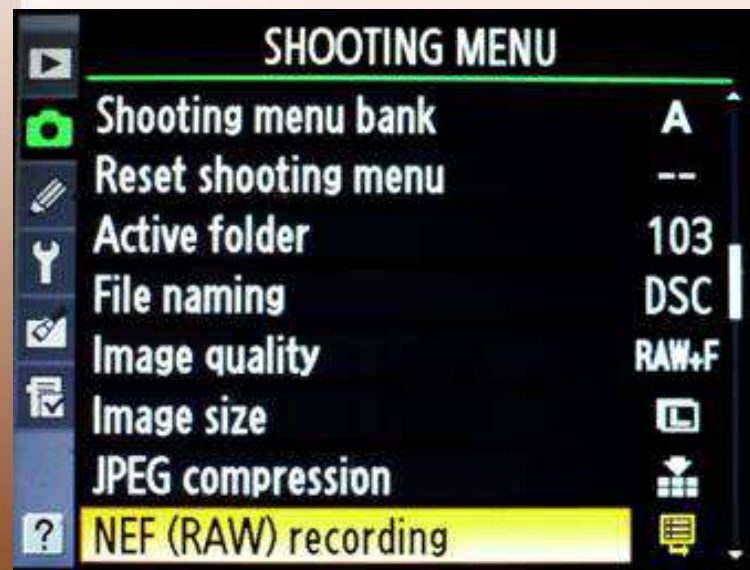 SHOOTING MENU
Shooting menu bank A
Reset shooting menu --
Active folder 103
File naming DSC
Image quality RAW+F
Image size L
JPEG compression
NEF (RAW) recording
?